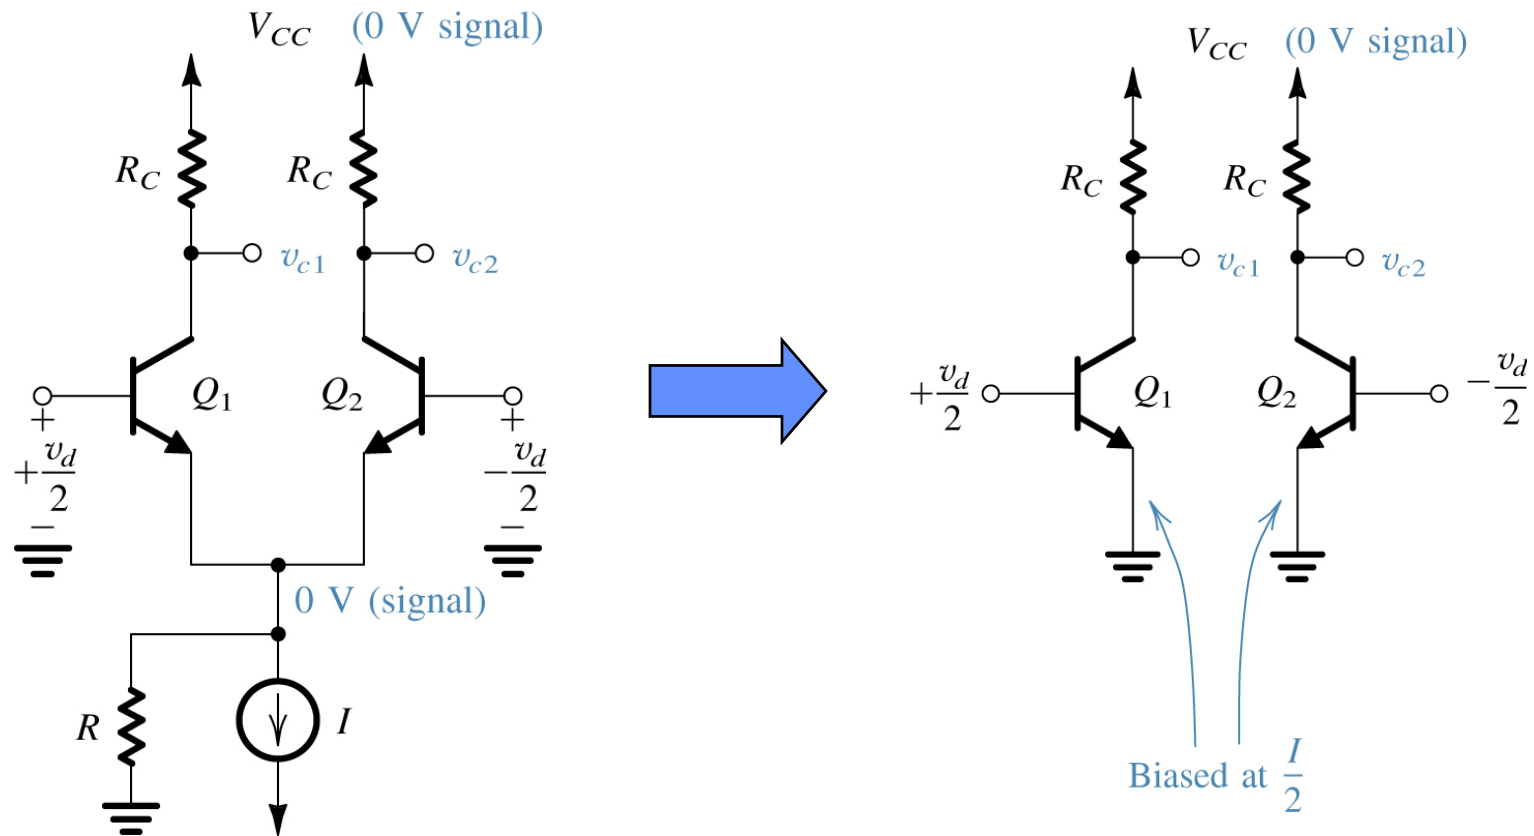 V_CC (0 V signal)
R_C
R_C
v_c1
v_c2
Q_1
Q_2
+
+ v_d/2
−
+
− v_d/2
−
0 V (signal)
R
I
V_CC (0 V signal)
R_C
R_C
v_c1
v_c2
+ v_d/2
Q_1
Q_2
− v_d/2
Biased at I/2